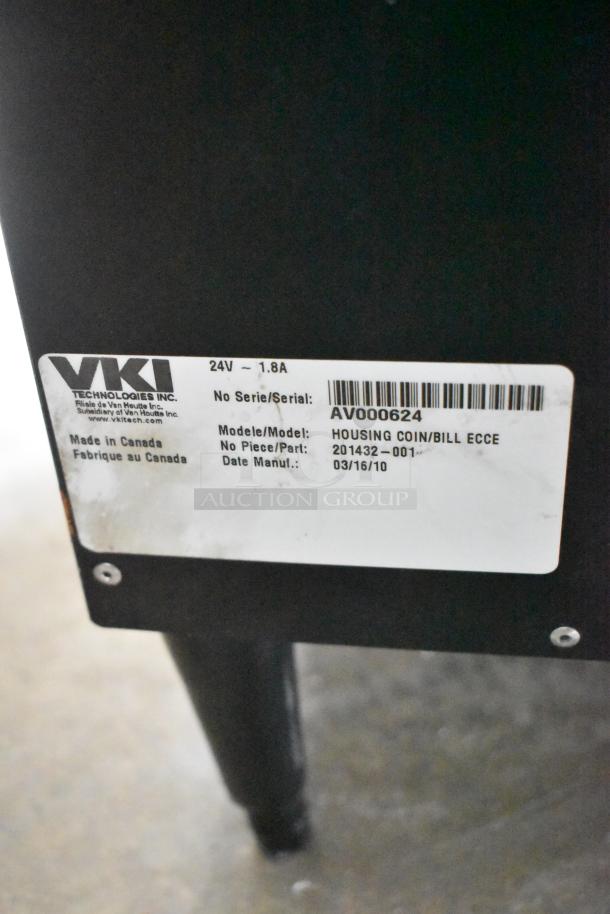 VKI
TECHNOLOGIES INC.
Filiale de Van Houtte Inc.
Subsidiary of Van Houtte Inc.
www.vkitech.com
Made in Canada
Fabrique au Canada
24V ~ 1.8A
No Serie/Serial:
AV000624
Modele/Model: HOUSING COIN/BILL ECCE
No Piece/Part: 201432-001
Date Manuf.: 03/16/10
TCI
AUCTION GROUP